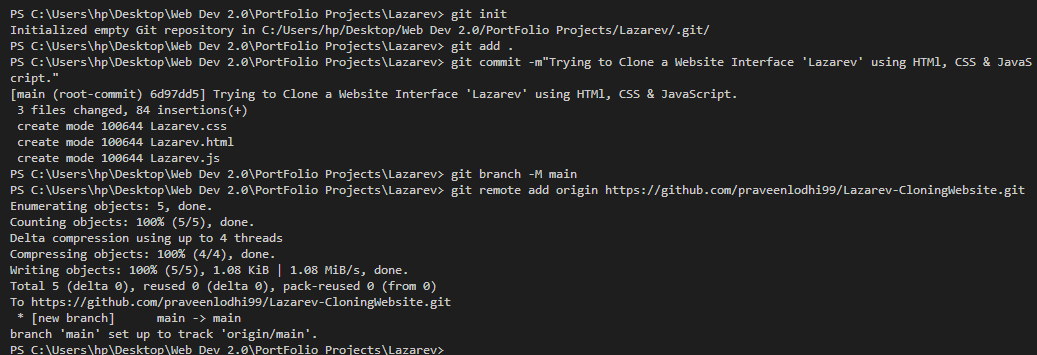 PS C:\Users\hp\Desktop\Web Dev 2.0\PortFolio Projects\Lazarev> git init
Initialized empty Git repository in C:/Users/hp/Desktop/Web Dev 2.0/PortFolio Projects/Lazarev/.git/
PS C:\Users\hp\Desktop\Web Dev 2.0\PortFolio Projects\Lazarev> git add .
PS C:\Users\hp\Desktop\Web Dev 2.0\PortFolio Projects\Lazarev> git commit -m"Trying to Clone a Website Interface 'Lazarev' using HTMl, CSS & JavaS
cript."
[main (root-commit) 6d97dd5] Trying to Clone a Website Interface 'Lazarev' using HTMl, CSS & JavaScript.
3 files changed, 84 insertions(+)
create mode 100644 Lazarev.css
create mode 100644 Lazarev.html
create mode 100644 Lazarev.js
PS C:\Users\hp\Desktop\Web Dev 2.0\PortFolio Projects\Lazarev> git branch -M main
PS C:\Users\hp\Desktop\Web Dev 2.0\PortFolio Projects\Lazarev> git remote add origin https://github.com/praveenlodhi99/Lazarev-CloningWebsite.git
Enumerating objects: 5, done.
Counting objects: 100% (5/5), done.
Delta compression using up to 4 threads
Compressing objects: 100% (4/4), done.
Writing objects: 100% (5/5), 1.08 KiB | 1.08 MiB/s, done.
Total 5 (delta 0), reused 0 (delta 0), pack-reused 0 (from 0)
To https://github.com/praveenlodhi99/Lazarev-CloningWebsite.git
* [new branch] main -> main
branch 'main' set up to track 'origin/main'.
PS C:\Users\hp\Desktop\Web Dev 2.0\PortFolio Projects\Lazarev>